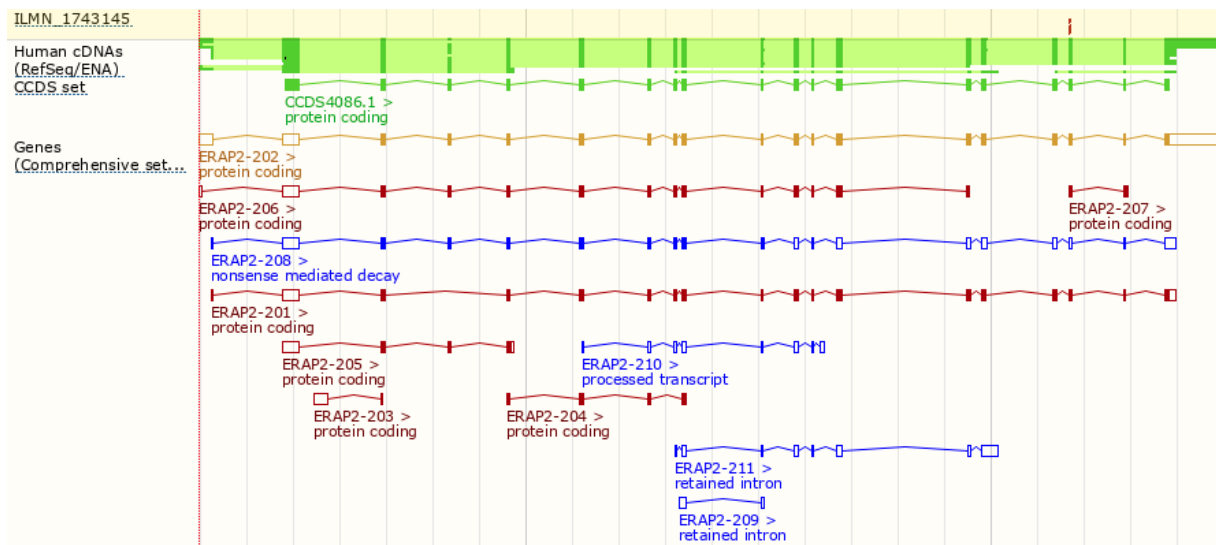 ILMN_1743145
Human cDNAs
(RefSeq/ENA)
CCDS set
CCDS4086.1 >
protein coding
Genes
(Comprehensive set...
ERAP2-202 >
protein coding
ERAP2-206 >
protein coding
ERAP2-207 >
protein coding
ERAP2-208 >
nonsense mediated decay
ERAP2-201 >
protein coding
ERAP2-205 >
protein coding
ERAP2-210 >
processed transcript
ERAP2-203 >
protein coding
ERAP2-204 >
protein coding
ERAP2-211 >
retained intron
ERAP2-209 >
retained intron